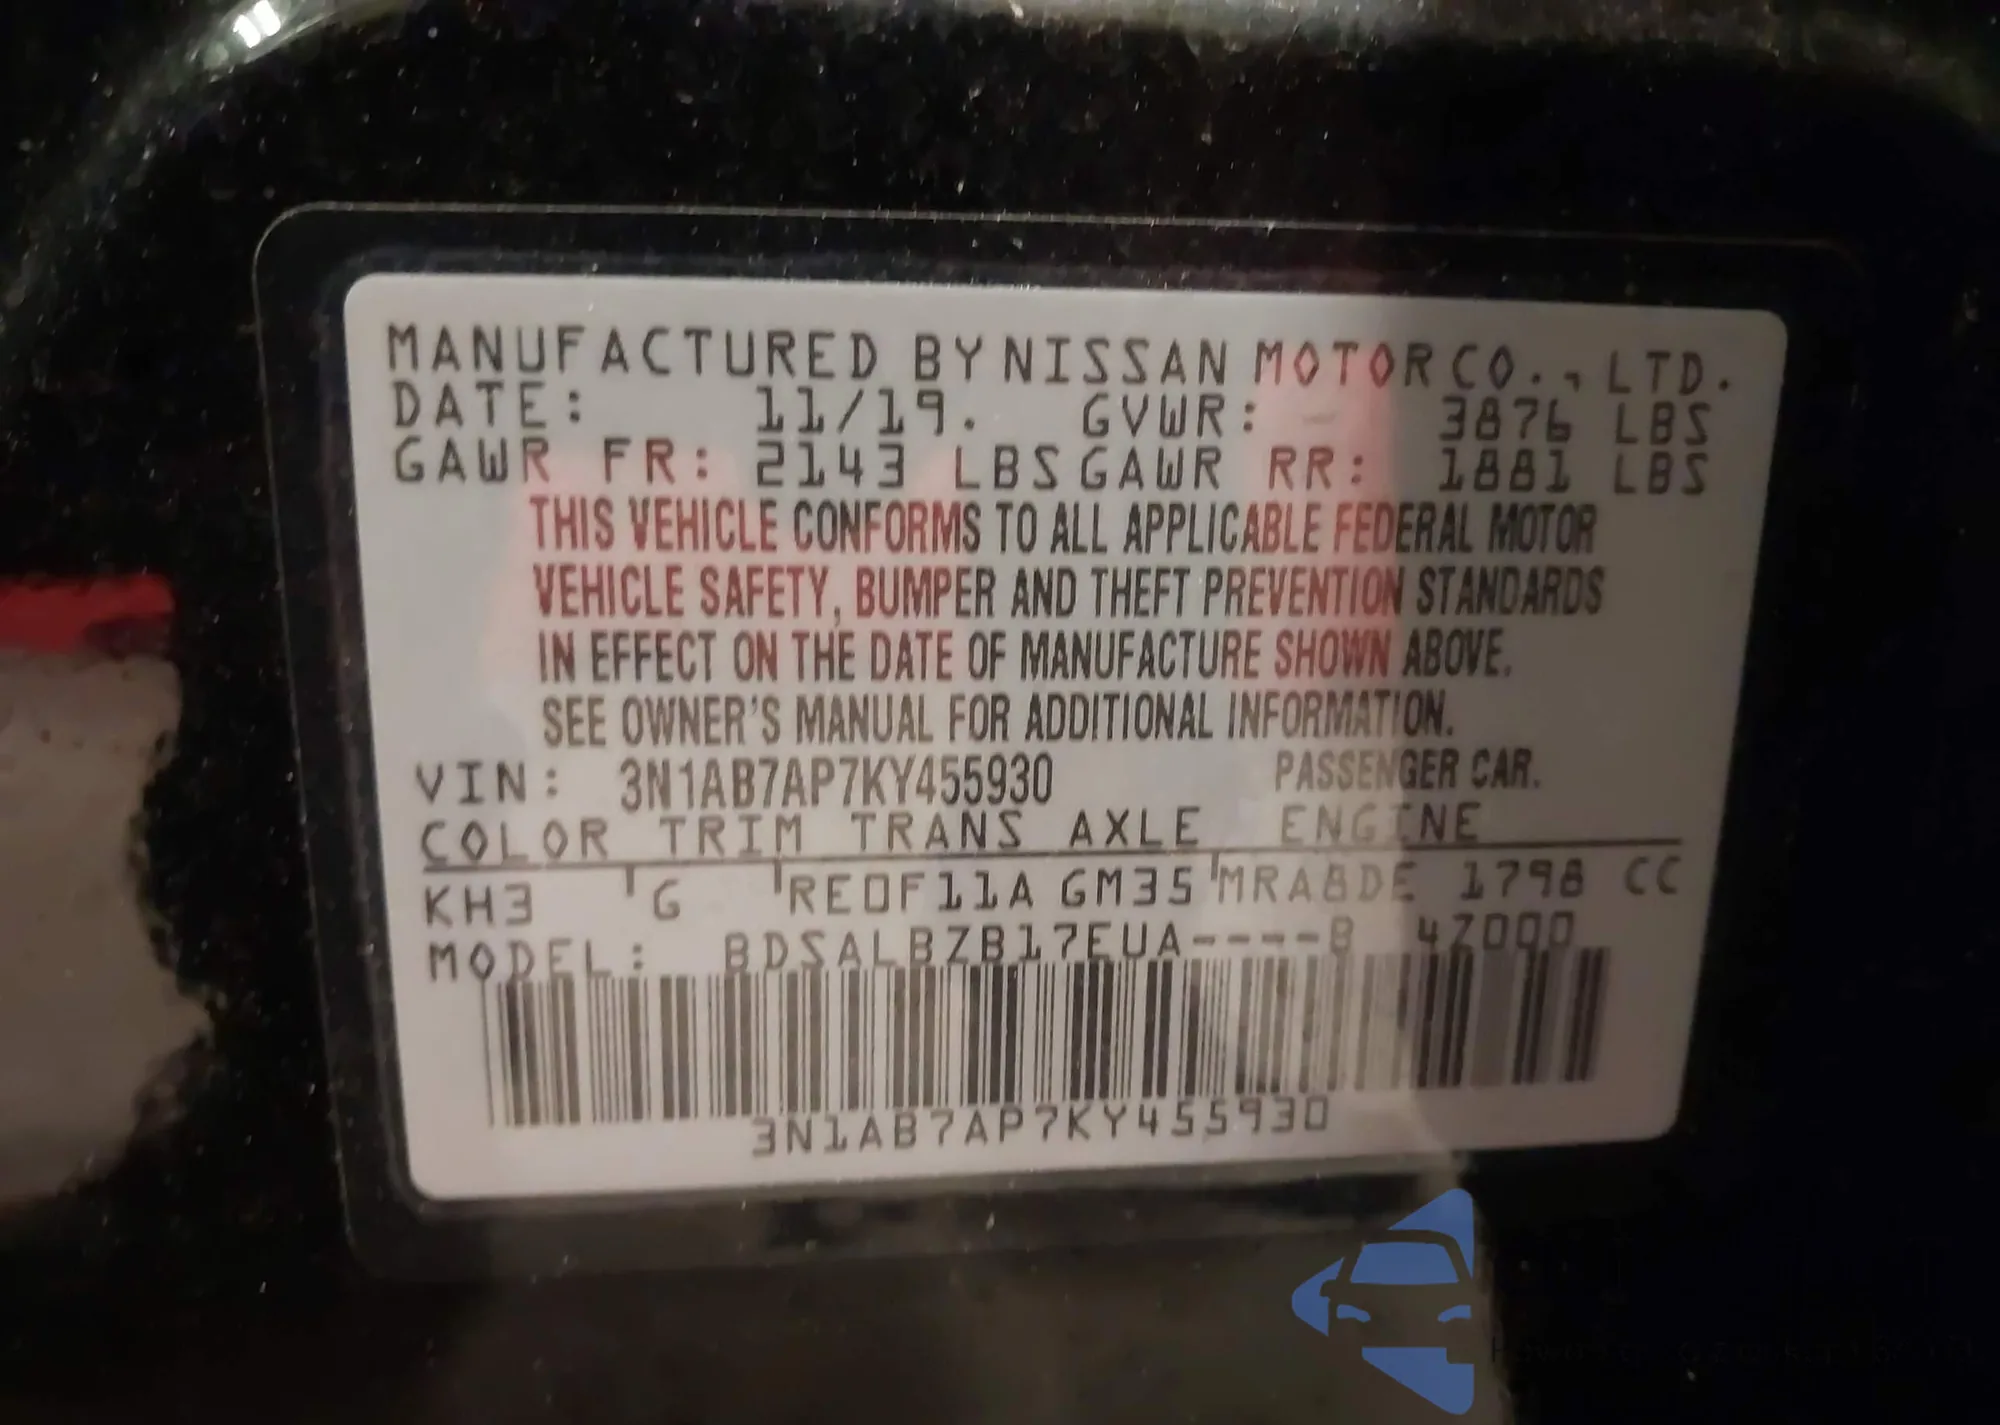 MANUFACTURED BY NISSAN MOTOR CO., LTD.
DATE: 11/19. GVWR: 3876 LBS
GAWR FR: 2143 LBS GAWR RR: 1881 LBS
THIS VEHICLE CONFORMS TO ALL APPLICABLE FEDERAL MOTOR
VEHICLE SAFETY, BUMPER AND THEFT PREVENTION STANDARDS
IN EFFECT ON THE DATE OF MANUFACTURE SHOWN ABOVE.
SEE OWNER'S MANUAL FOR ADDITIONAL INFORMATION.
VIN: 3N1AB7AP7KY455930 PASSENGER CAR.
COLOR TRIM TRANS AXLE ENGINE
KH3 G RE0F11A GM35 MRA8DE 1798 CC
MODEL: BDSALBZB17EUA----B 4Z000
3N1AB7AP7KY455930